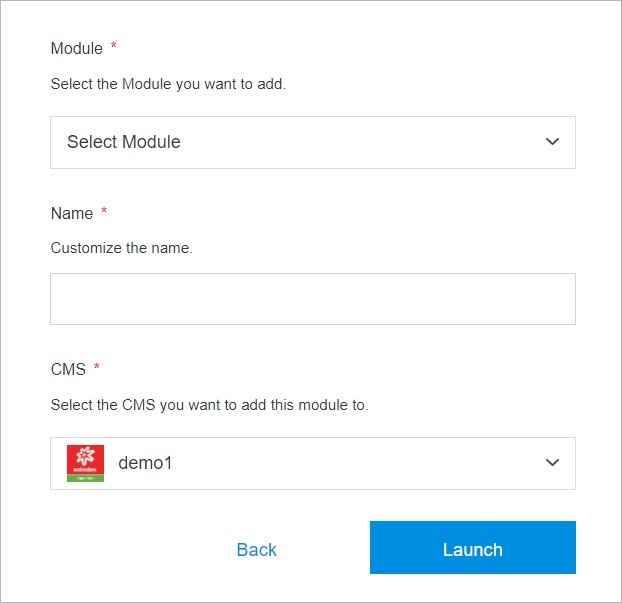 Module *
Select the Module you want to add.
Select Module
Name *
Customize the name.
CMS *
Select the CMS you want to add this module to.
demo1
Back
Launch